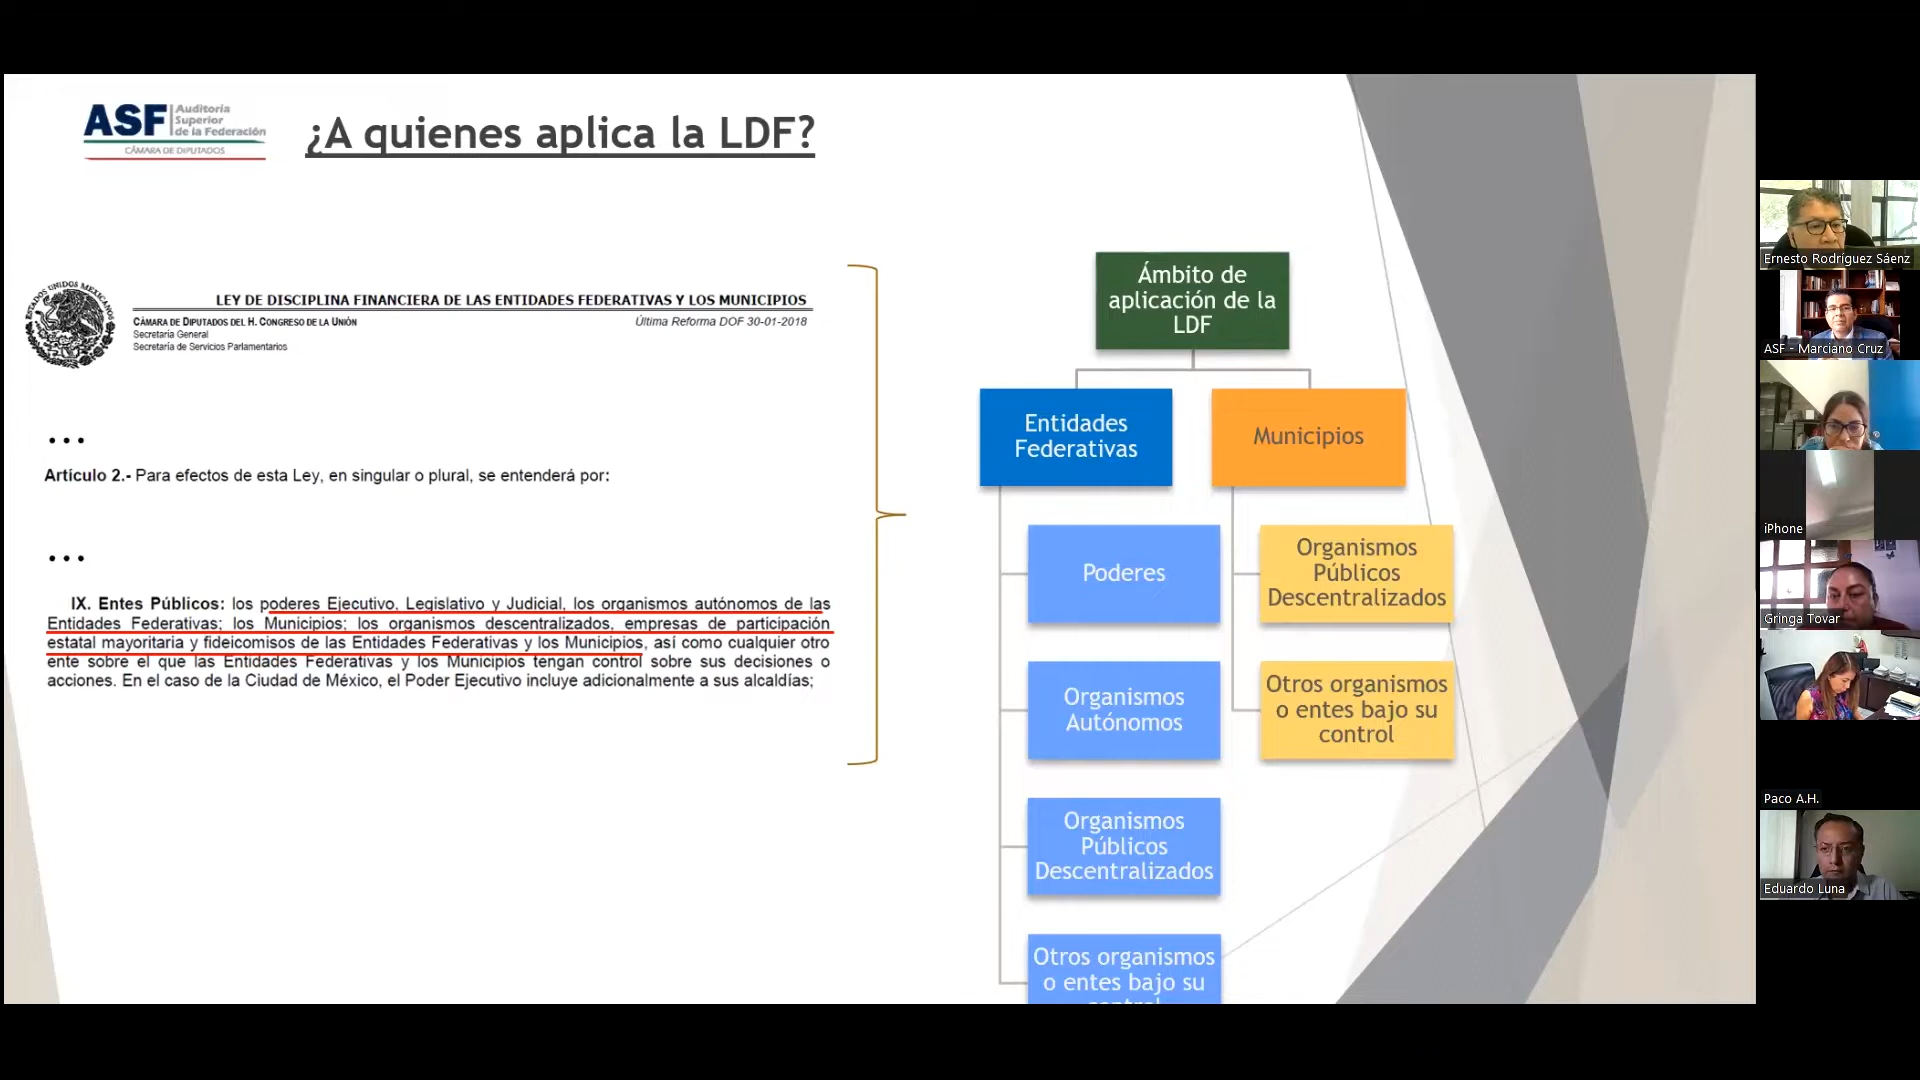 ASF Auditoría
Superior
de la Federación
CÁMARA DE DIPUTADOS
¿A quienes aplica la LDF?
ESTADOS UNIDOS MEXICANOS
LEY DE DISCIPLINA FINANCIERA DE LAS ENTIDADES FEDERATIVAS Y LOS MUNICIPIOS
CÁMARA DE DIPUTADOS DEL H. CONGRESO DE LA UNIÓN
Última Reforma DOF 30-01-2018
Secretaría General
Secretaría de Servicios Parlamentarios
...
Artículo 2.- Para efectos de esta Ley, en singular o plural, se entenderá por:
...
IX. Entes Públicos: los poderes Ejecutivo, Legislativo y Judicial, los organismos autónomos de las
Entidades Federativas; los Municipios; los organismos descentralizados, empresas de participación
estatal mayoritaria y fideicomisos de las Entidades Federativas y los Municipios, así como cualquier otro
ente sobre el que las Entidades Federativas y los Municipios tengan control sobre sus decisiones o
acciones. En el caso de la Ciudad de México, el Poder Ejecutivo incluye adicionalmente a sus alcaldías;
Ámbito de
aplicación de la
LDF
Entidades
Federativas
Poderes
Organismos
Autónomos
Organismos
Públicos
Descentralizados
Otros organismos
o entes bajo su
control
Municipios
Organismos
Públicos
Descentralizados
Otros organismos
o entes bajo su
control
Ernesto Rodríguez Sáenz
ASF - Marciano Cruz
iPhone
Gringa Tovar
Paco A.H.
Eduardo Luna